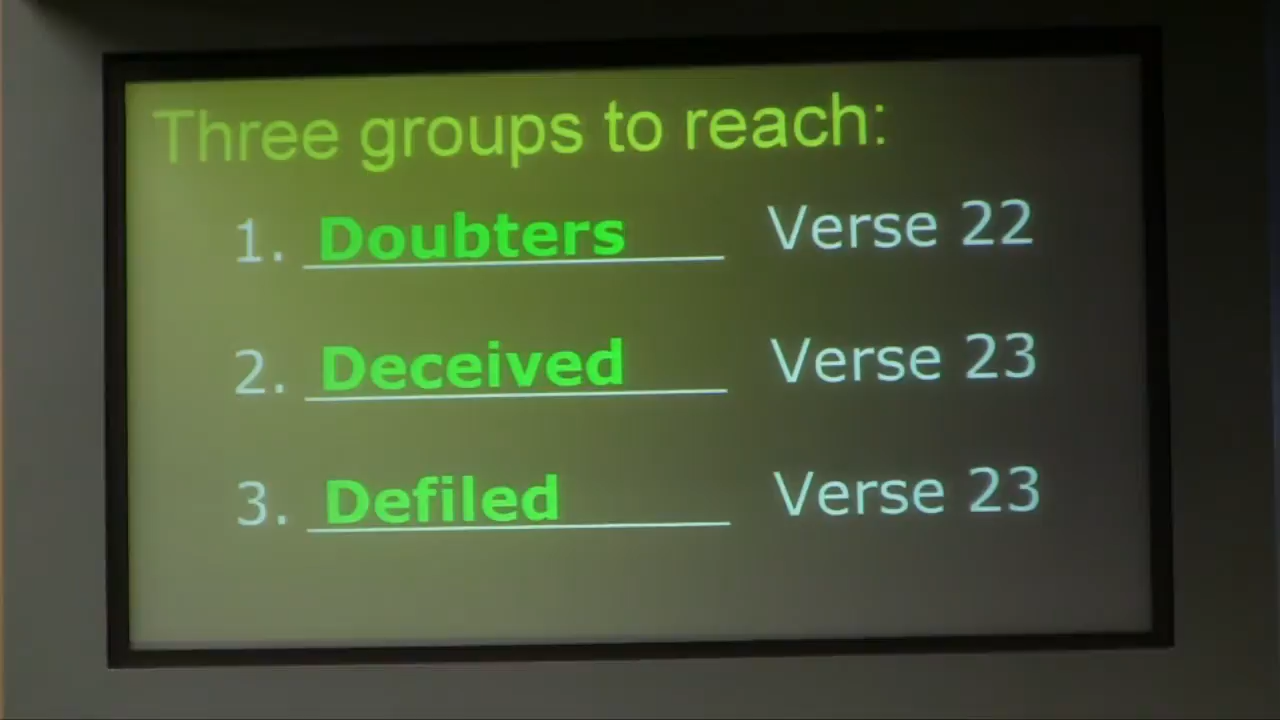 Three groups to reach:
1. Doubters Verse 22
2. Deceived Verse 23
3. Defiled Verse 23